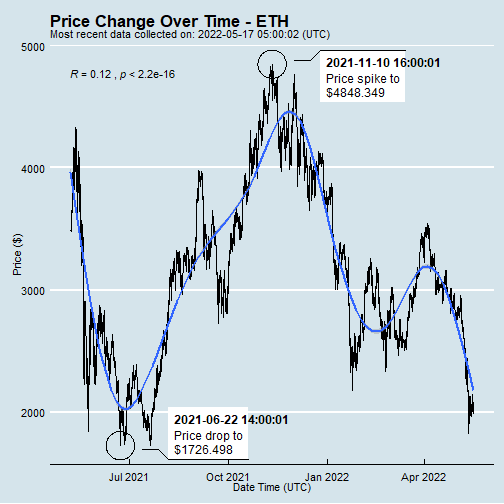 Price Change Over Time - ETH
Most recent data collected on: 2022-05-17 05:00:02 (UTC)
5000
R = 0.12 , p < 2.2e-16
2021-11-10 16:00:01
Price spike to
$4848.349
4000
Price ($)
3000
2000
2021-06-22 14:00:01
Price drop to
$1726.498
Jul 2021
Oct 2021
Jan 2022
Apr 2022
Date Time (UTC)